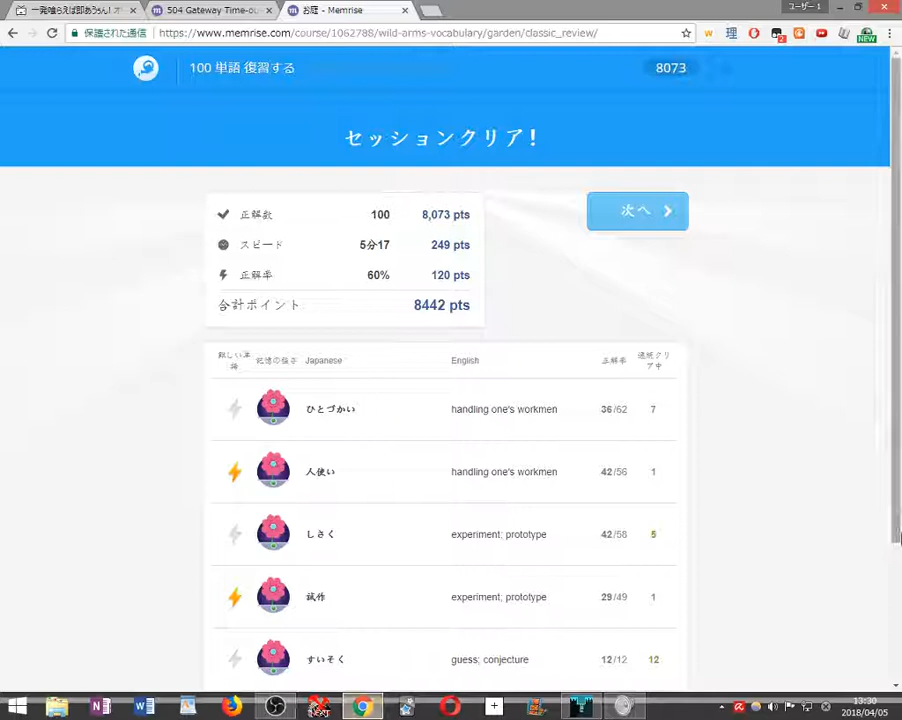 ユーザー 1
一発喰らえば即あうぅん! オ
504 Gateway Time-ou
お庭 - Memrise
保護された通信
https://www.memrise.com/course/1062788/wild-arms-vocabulary/garden/classic_review/
100 単語 復習する
8073
セッションクリア!
正解数 100 8,073 pts
次へ
スピード 5分17 249 pts
正解率 60% 120 pts
合計ポイント 8442 pts
難しい単語 記憶の強さ Japanese English 正解率 連続クリア中
ひとづかい handling one's workmen 36/62 7
人使い handling one's workmen 42/56 1
しさく experiment; prototype 42/58 5
試作 experiment; prototype 29/49 1
すいそく guess; conjecture 12/12 12
13:30
2018/04/05